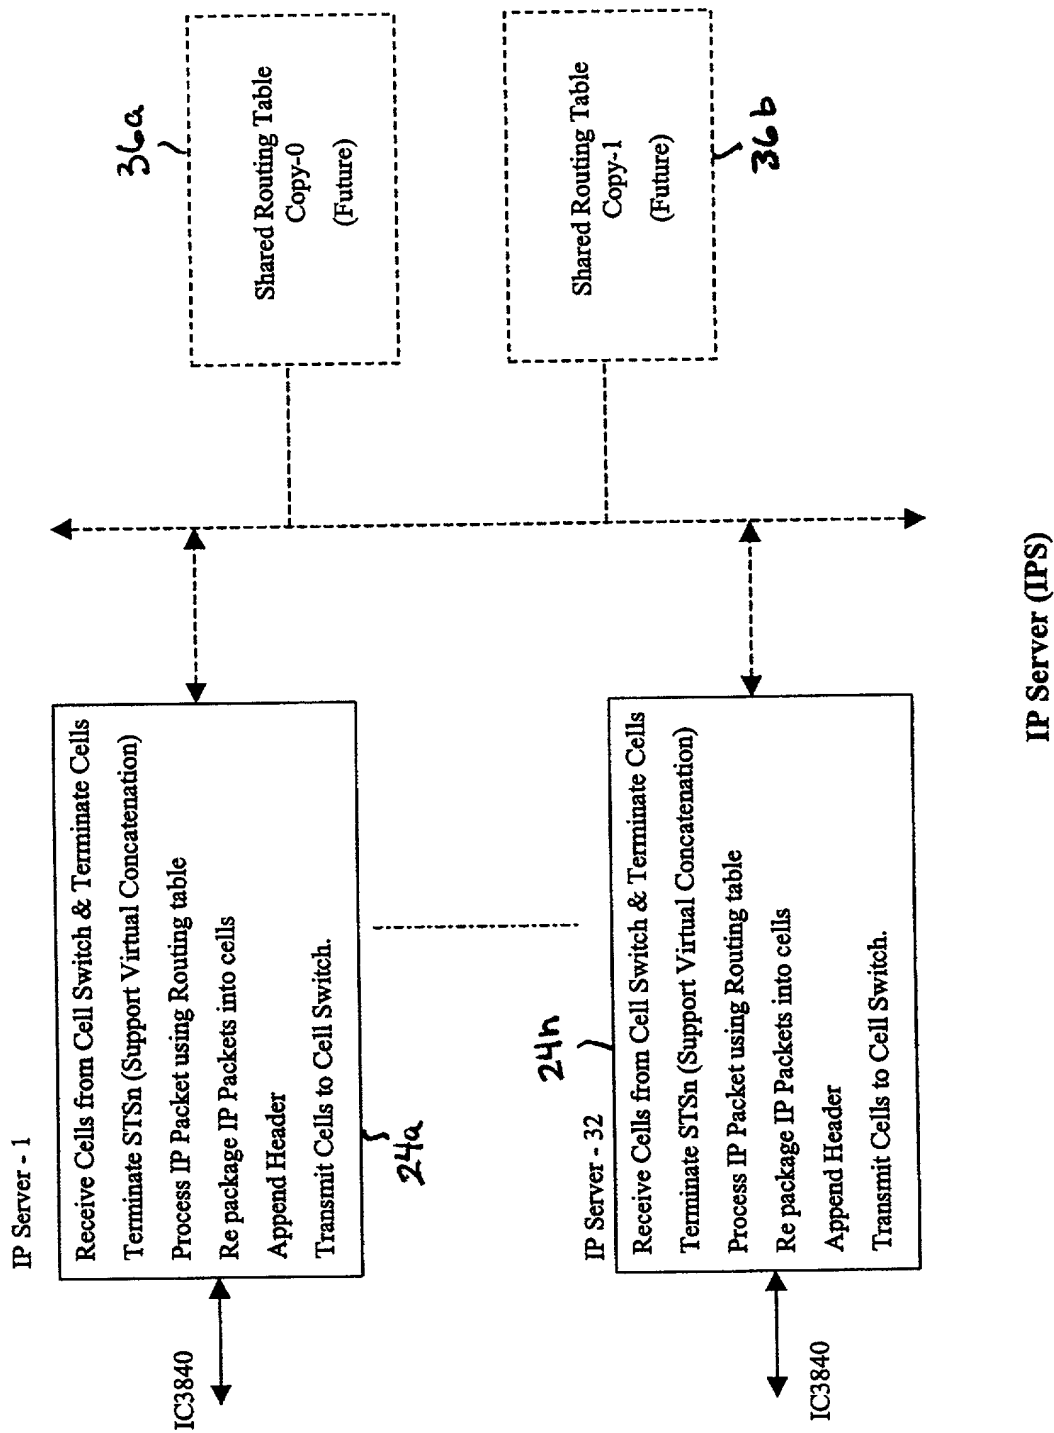 IP Server - 1
Receive Cells from Cell Switch & Terminate Cells
Terminate STSn (Support Virtual Concatenation)
Process IP Packet using Routing table
Re package IP Packets into cells
Append Header
Transmit Cells to Cell Switch.
IC3840
24a
IP Server - 32
24n
Receive Cells from Cell Switch & Terminate Cells
Terminate STSn (Support Virtual Concatenation)
Process IP Packet using Routing table
Re package IP Packets into cells
Append Header
Transmit Cells to Cell Switch.
IC3840
36a
Shared Routing Table
Copy-0
(Future)
Shared Routing Table
Copy-1
(Future)
36b
IP Server (IPS)